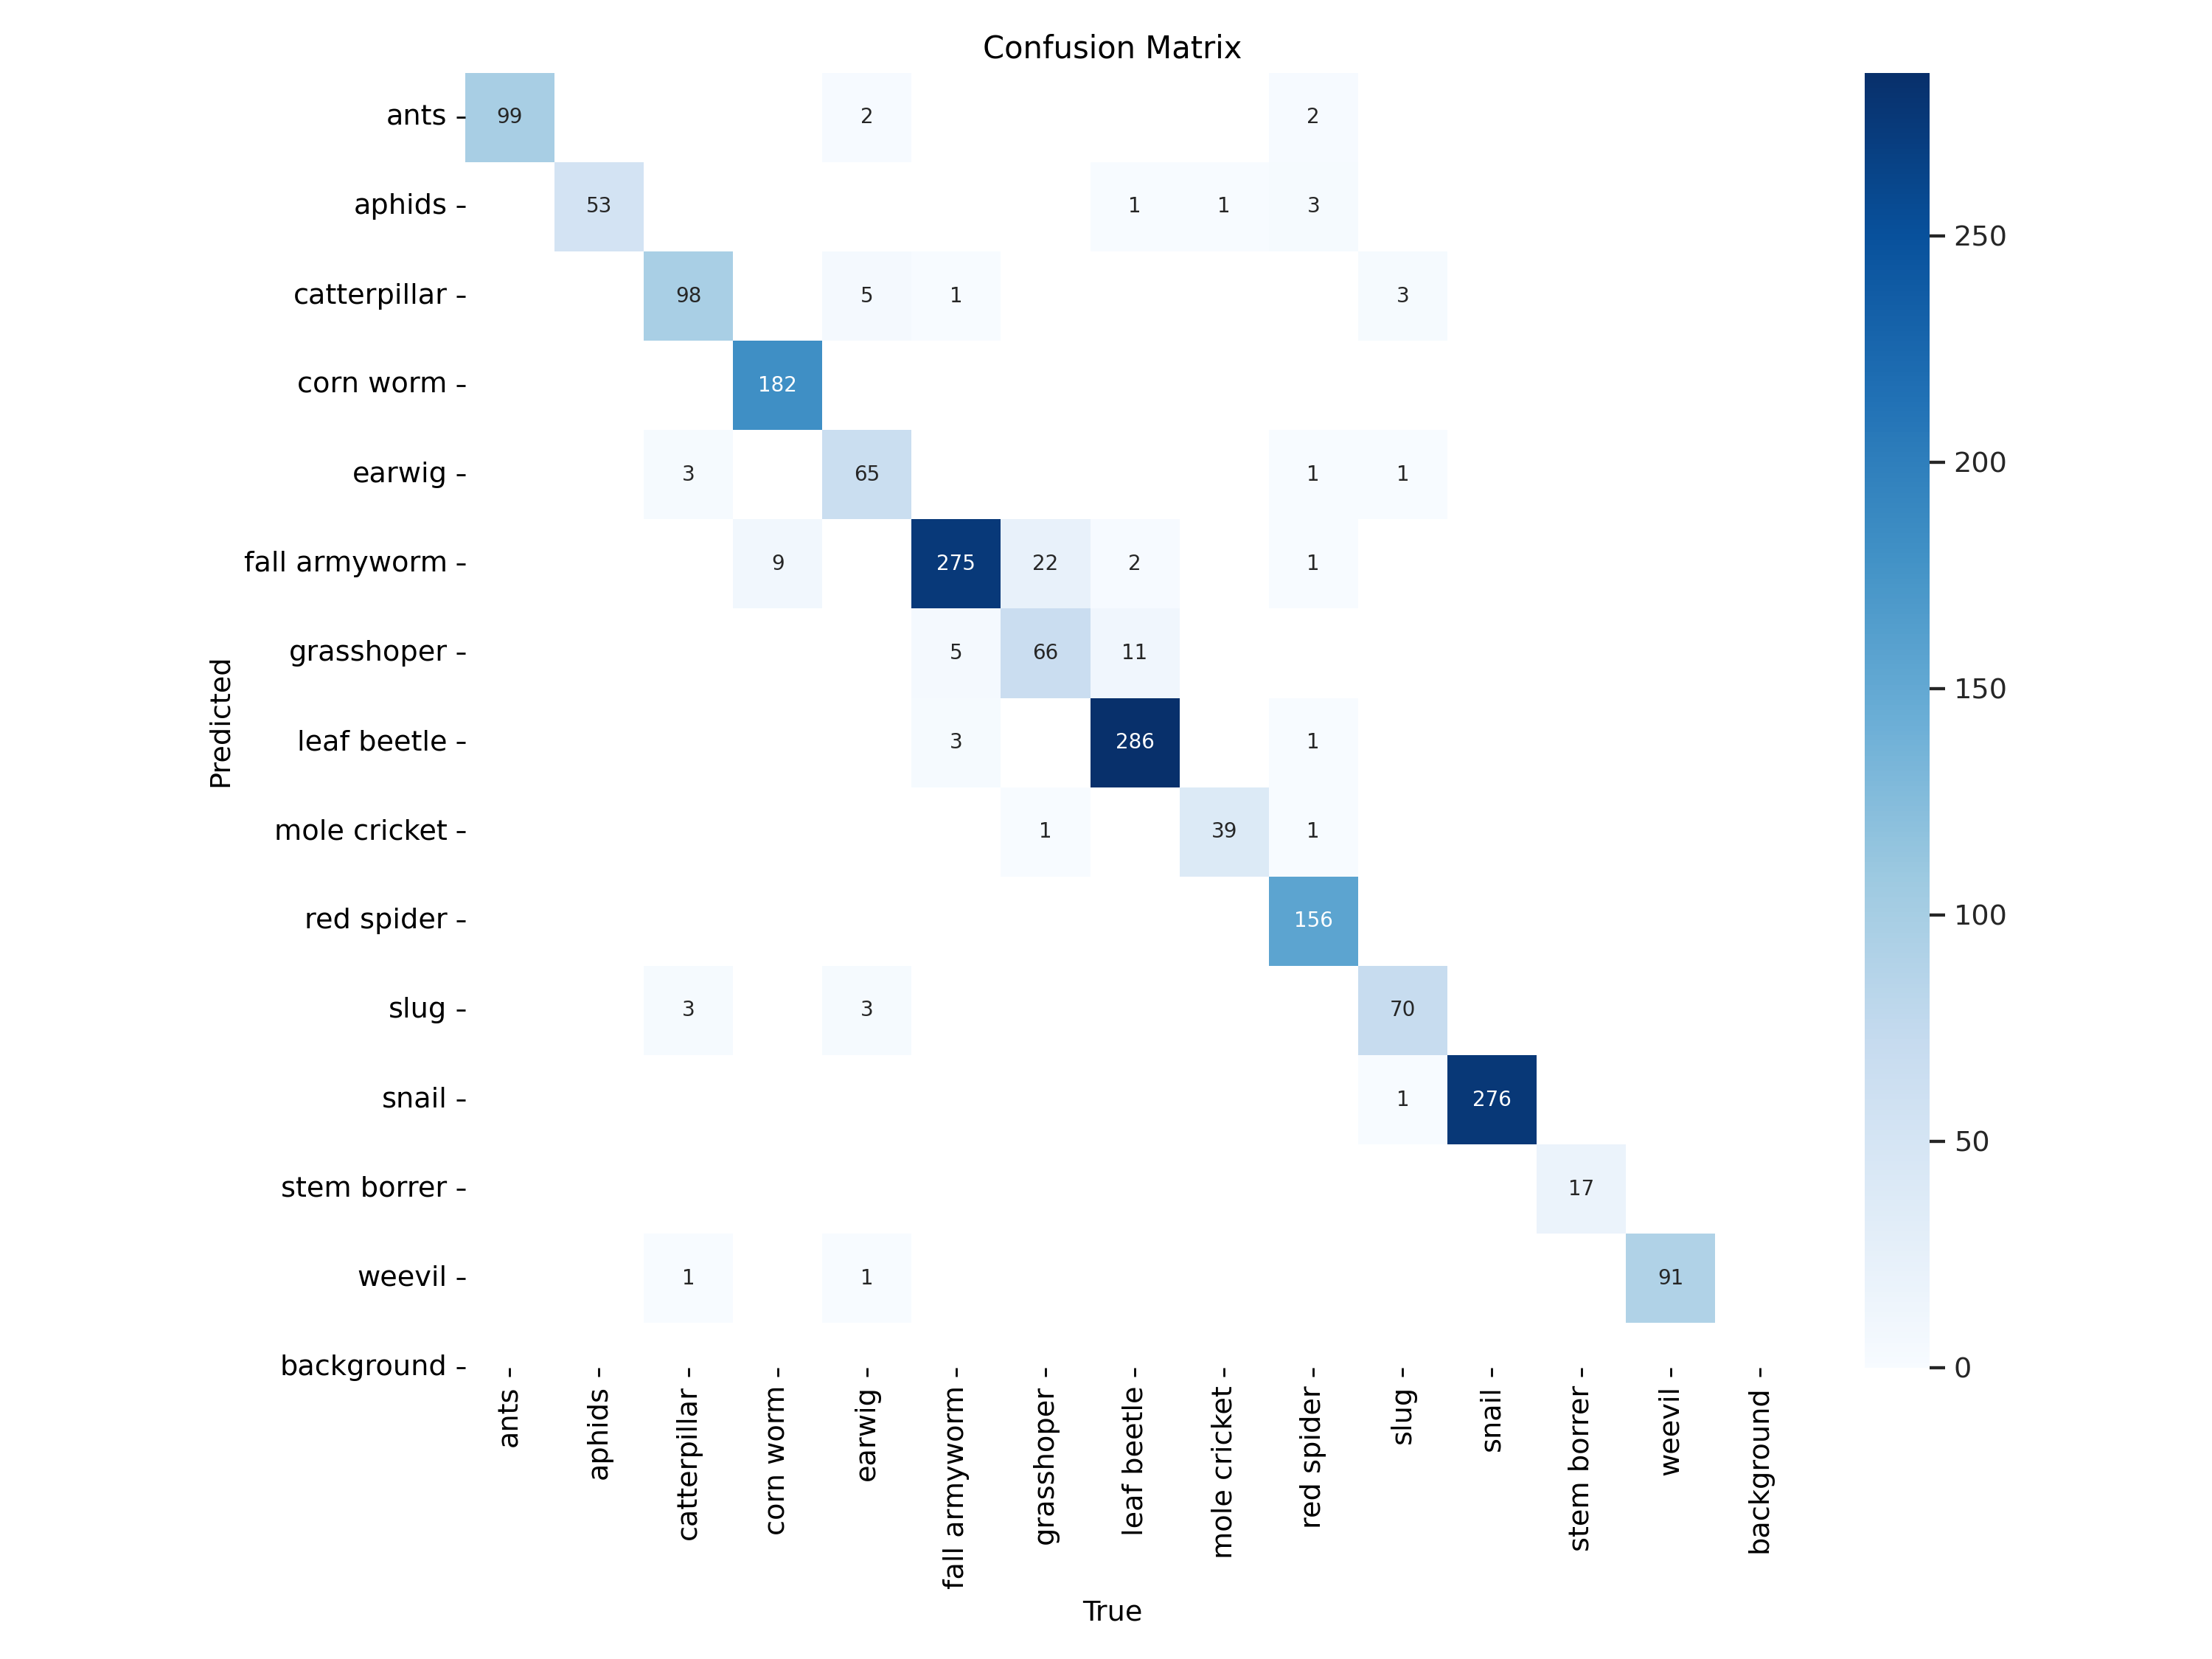 Confusion Matrix
ants 99 2 2
aphids 53 1 1 3
catterpillar 98 5 1 3
corn worm 182
earwig 3 65 1 1
fall armyworm 9 275 22 2 1
grasshoper 5 66 11
leaf beetle 3 286 1
mole cricket 1 39 1
red spider 156
slug 3 3 70
snail 1 276
stem borrer 17
weevil 1 1 91
background
Predicted
ants aphids catterpillar corn worm earwig fall armyworm grasshoper leaf beetle mole cricket red spider slug snail stem borrer weevil background
True
250
200
150
100
50
0